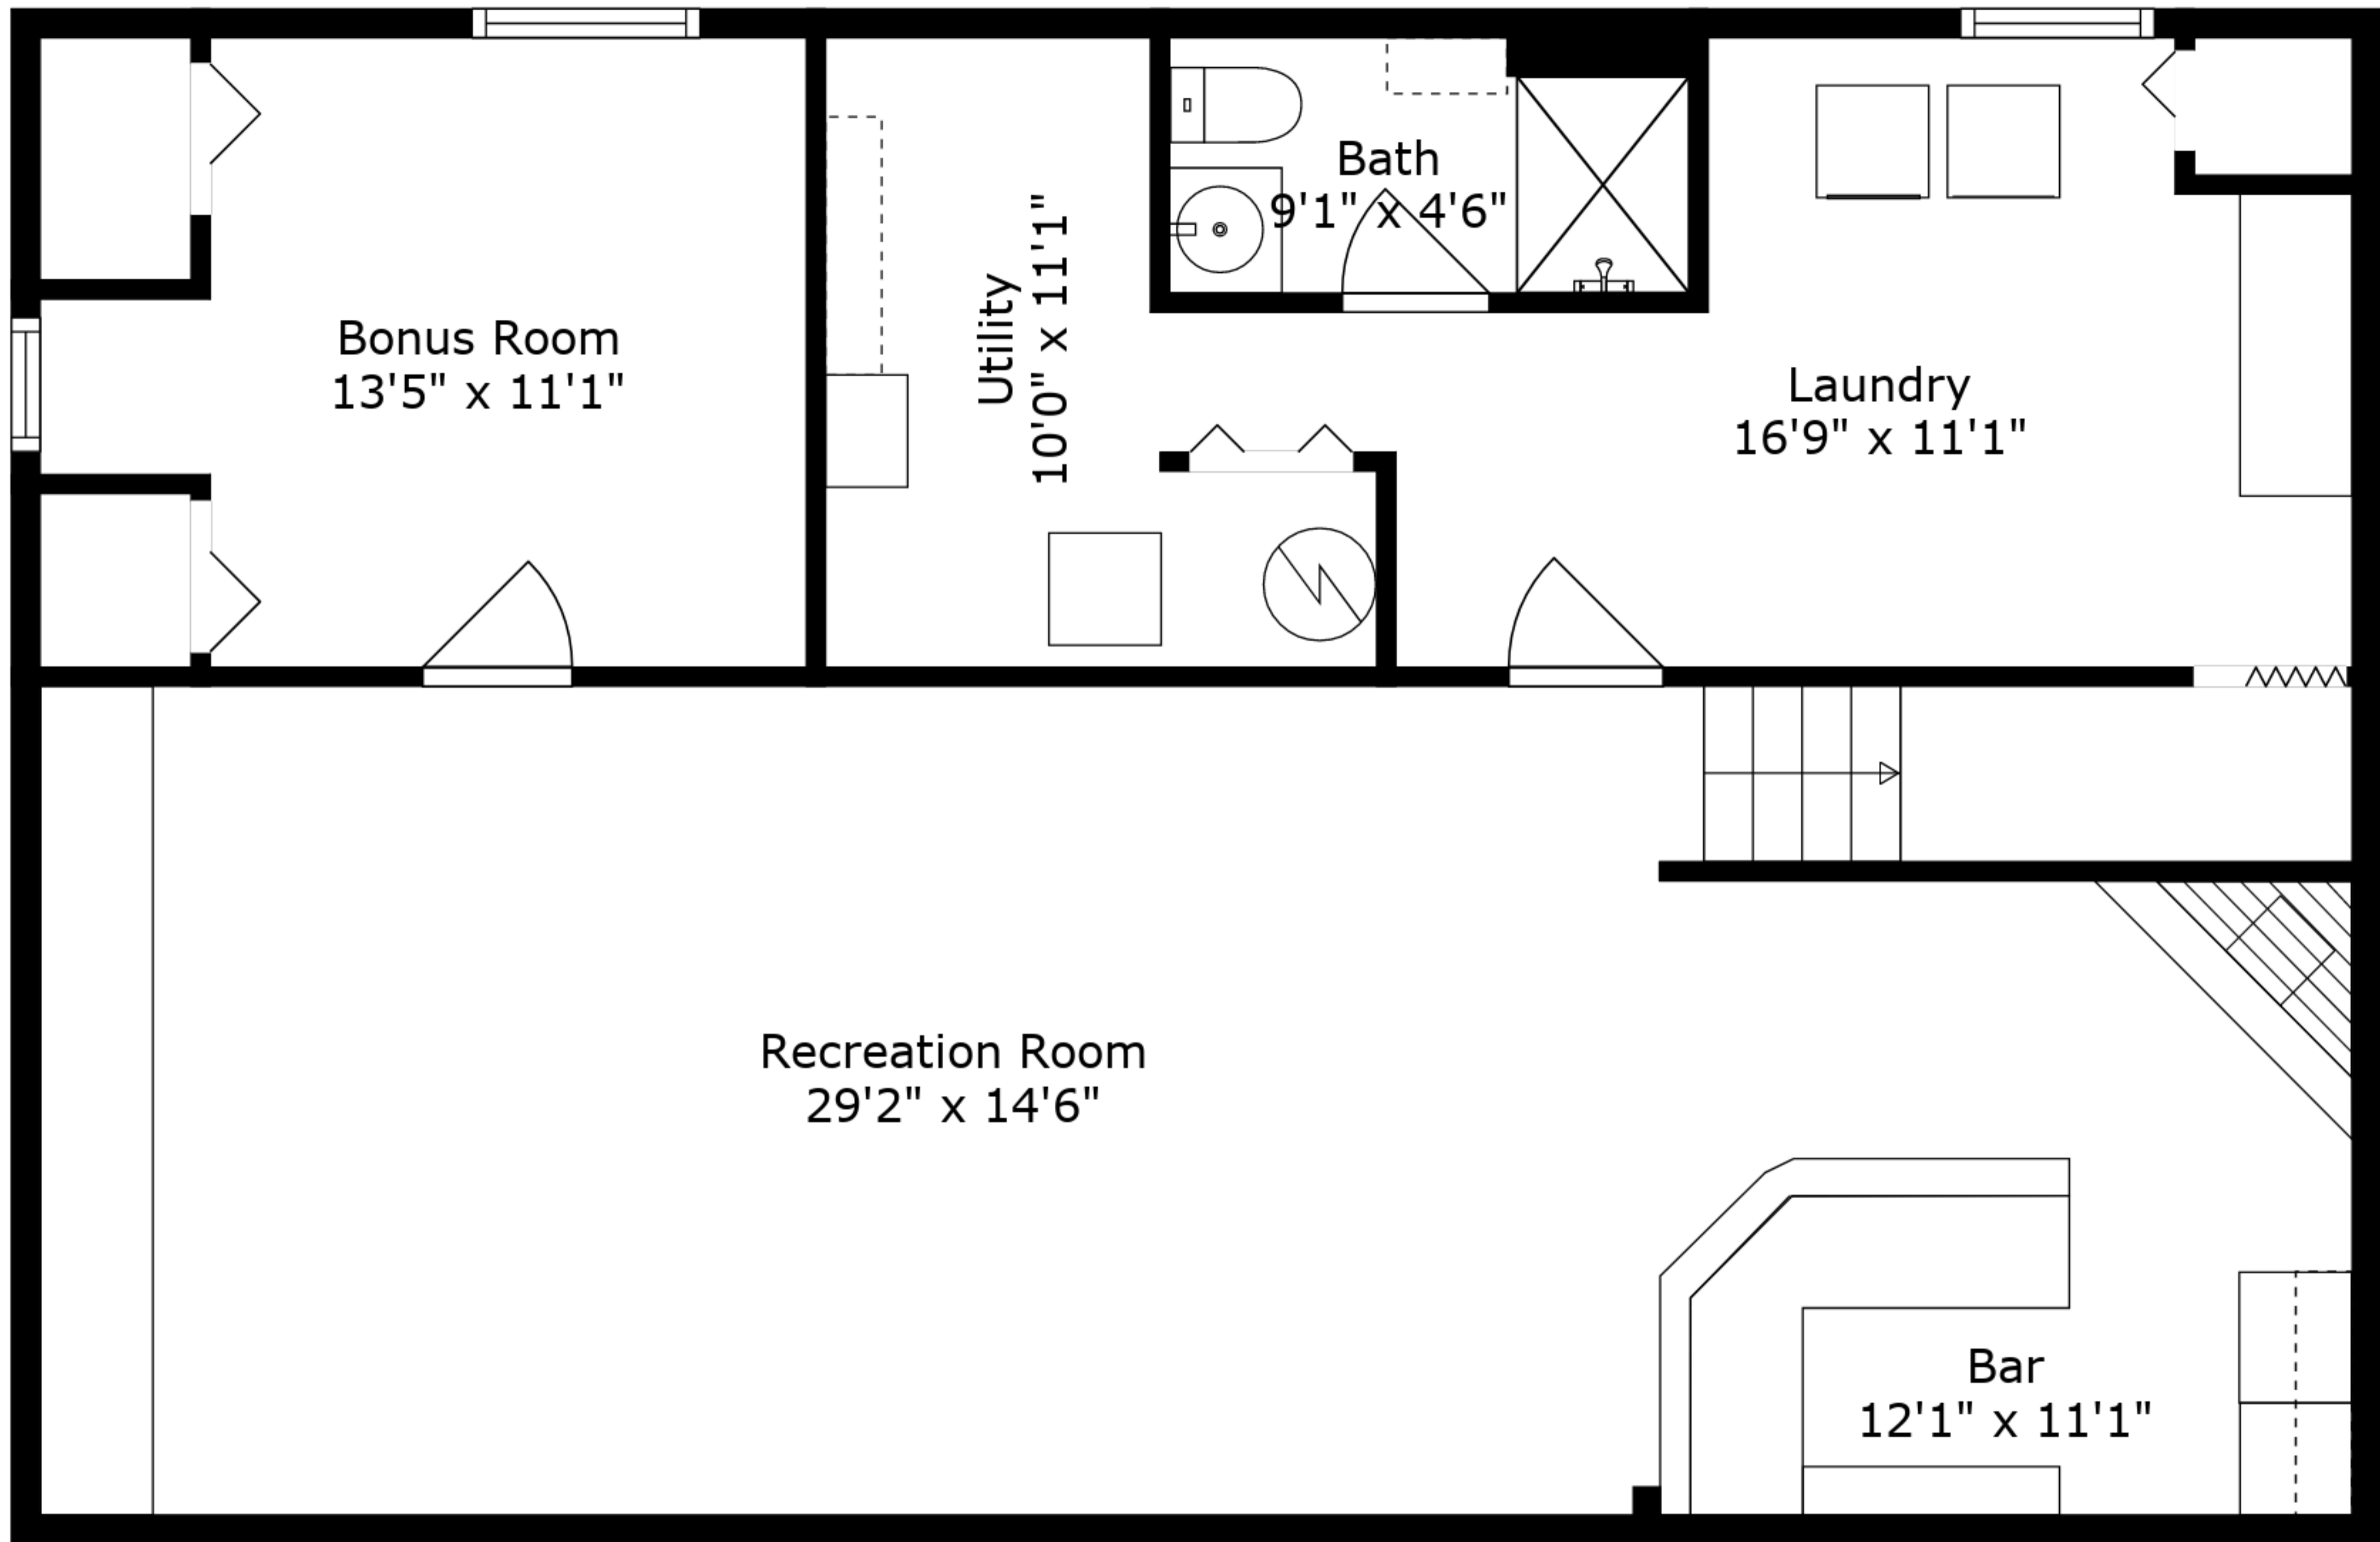 Bath
9'1" x 4'6"
Utility
10'0" x 11'1"
Bonus Room
13'5" x 11'1"
Laundry
16'9" x 11'1"
Recreation Room
29'2" x 14'6"
Bar
12'1" x 11'1"